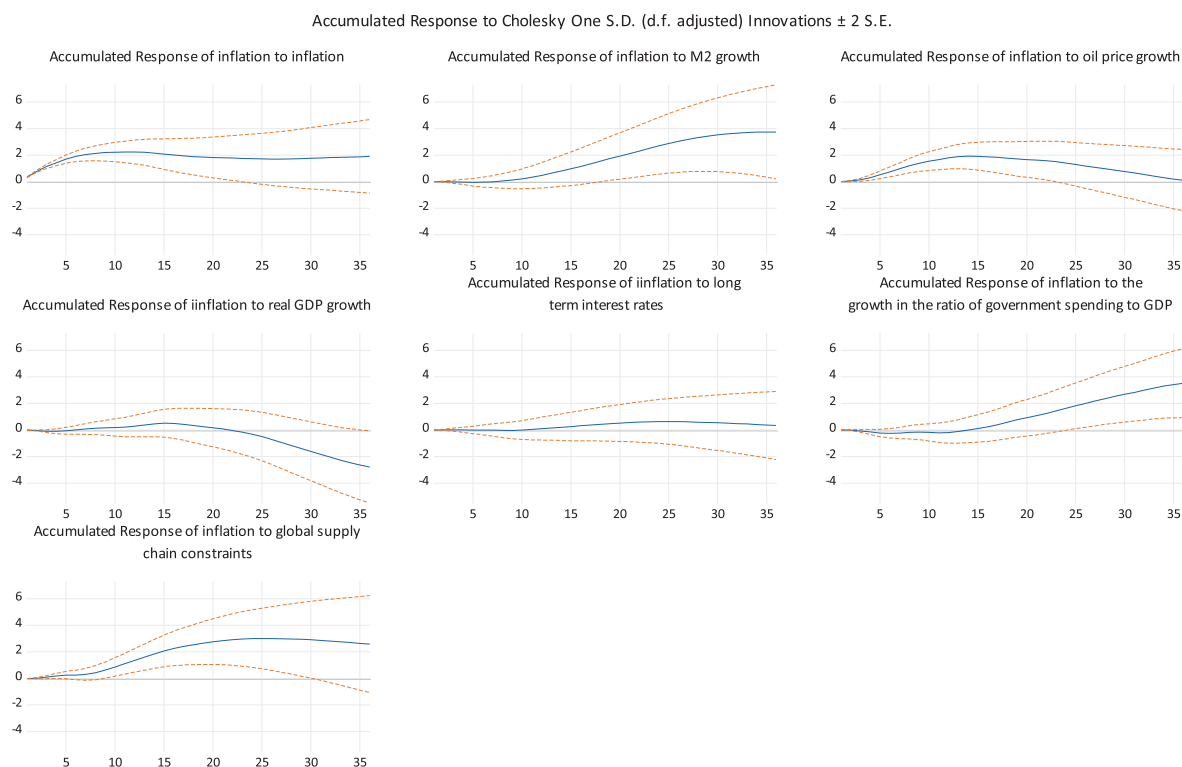 Accumulated Response to Cholesky One S.D. (d.f. adjusted) Innovations ± 2 S.E.
Accumulated Response of inflation to inflation
6
4
2
0
-2
-4
5 10 15 20 25 30 35
Accumulated Response of inflation to M2 growth
6
4
2
0
-2
-4
5 10 15 20 25 30 35
Accumulated Response of inflation to oil price growth
6
4
2
0
-2
-4
5 10 15 20 25 30 35
Accumulated Response of iinflation to real GDP growth
6
4
2
0
-2
-4
5 10 15 20 25 30 35
Accumulated Response of iinflation to long
term interest rates
6
4
2
0
-2
-4
5 10 15 20 25 30 35
Accumulated Response of inflation to the
growth in the ratio of government spending to GDP
6
4
2
0
-2
-4
5 10 15 20 25 30 35
Accumulated Response of inflation to global supply
chain constraints
6
4
2
0
-2
-4
5 10 15 20 25 30 35